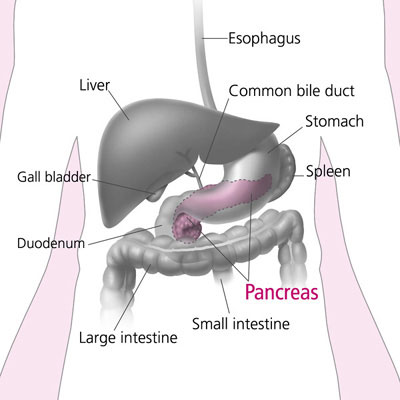 Esophagus
Liver
Common bile duct
Stomach
Gall bladder
Spleen
Duodenum
Pancreas
Small intestine
Large intestine